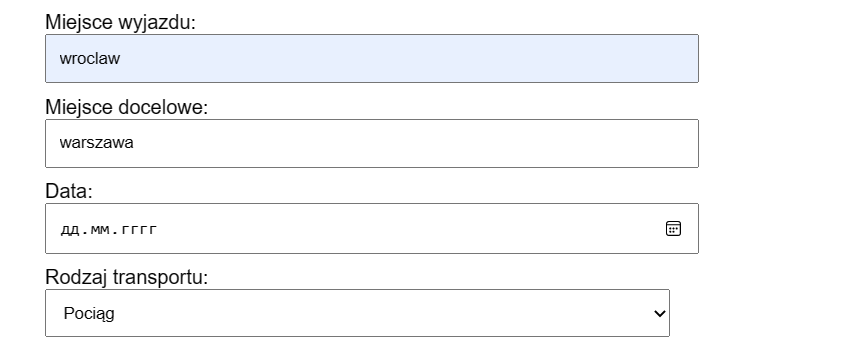 Miejsce wyjazdu:
wroclaw
Miejsce docelowe:
warszawa
Data:
дд.мм.гггг
Rodzaj transportu:
Pociąg